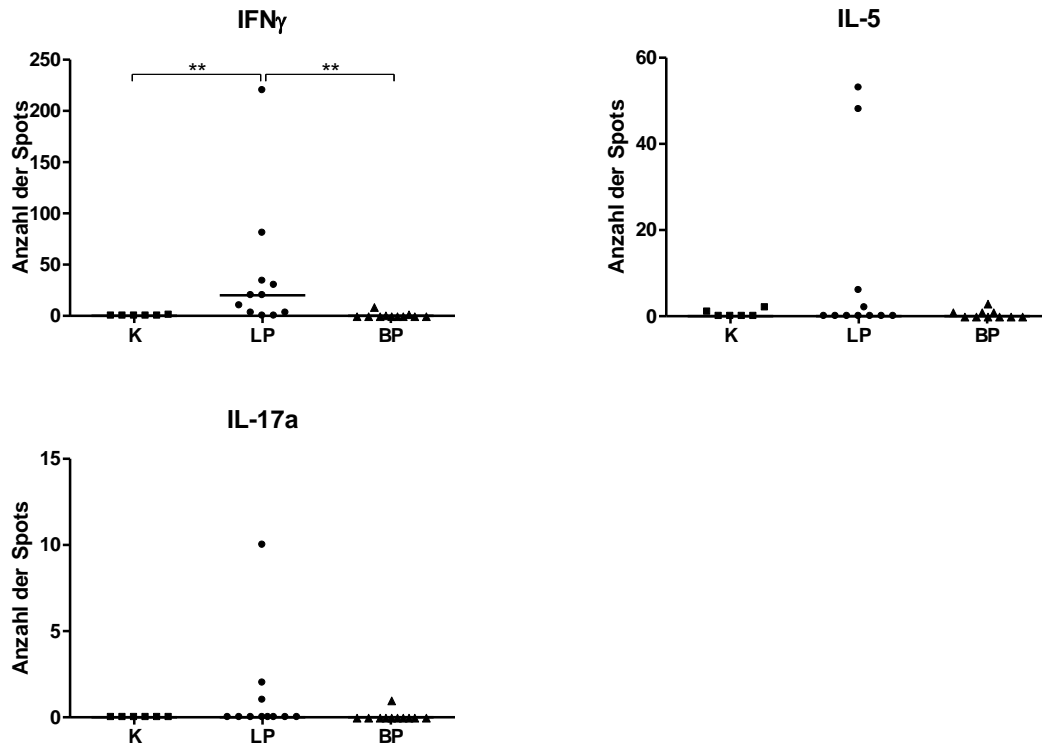 IFNγ
Anzahl der Spots
250
200
150
100
50
0
** **
K LP BP
IL-5
Anzahl der Spots
60
40
20
0
K LP BP
IL-17a
Anzahl der Spots
15
10
5
0
K LP BP